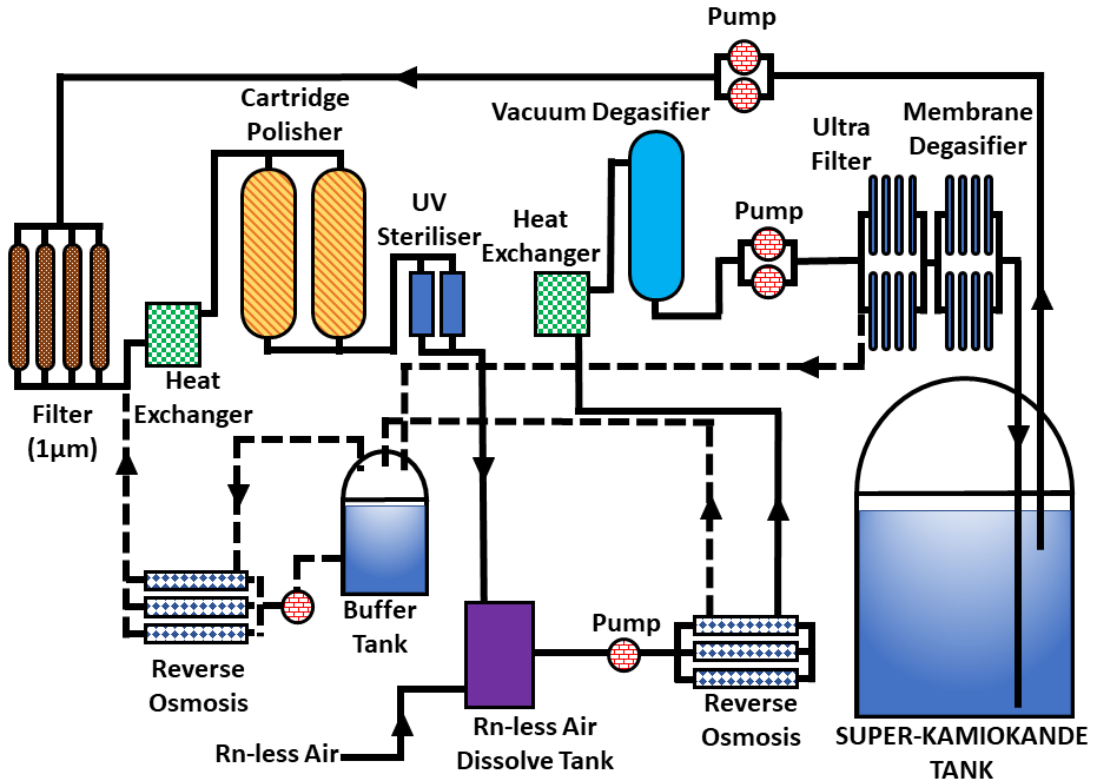 Pump
Cartridge
Polisher
Vacuum Degasifier
Ultra
Filter
Membrane
Degasifier
UV
Steriliser
Heat
Exchanger
Pump
Filter
(1μm)
Heat
Exchanger
Buffer
Tank
Reverse
Osmosis
Pump
Rn-less Air
Rn-less Air
Dissolve Tank
Reverse
Osmosis
SUPER-KAMIOKANDE
TANK